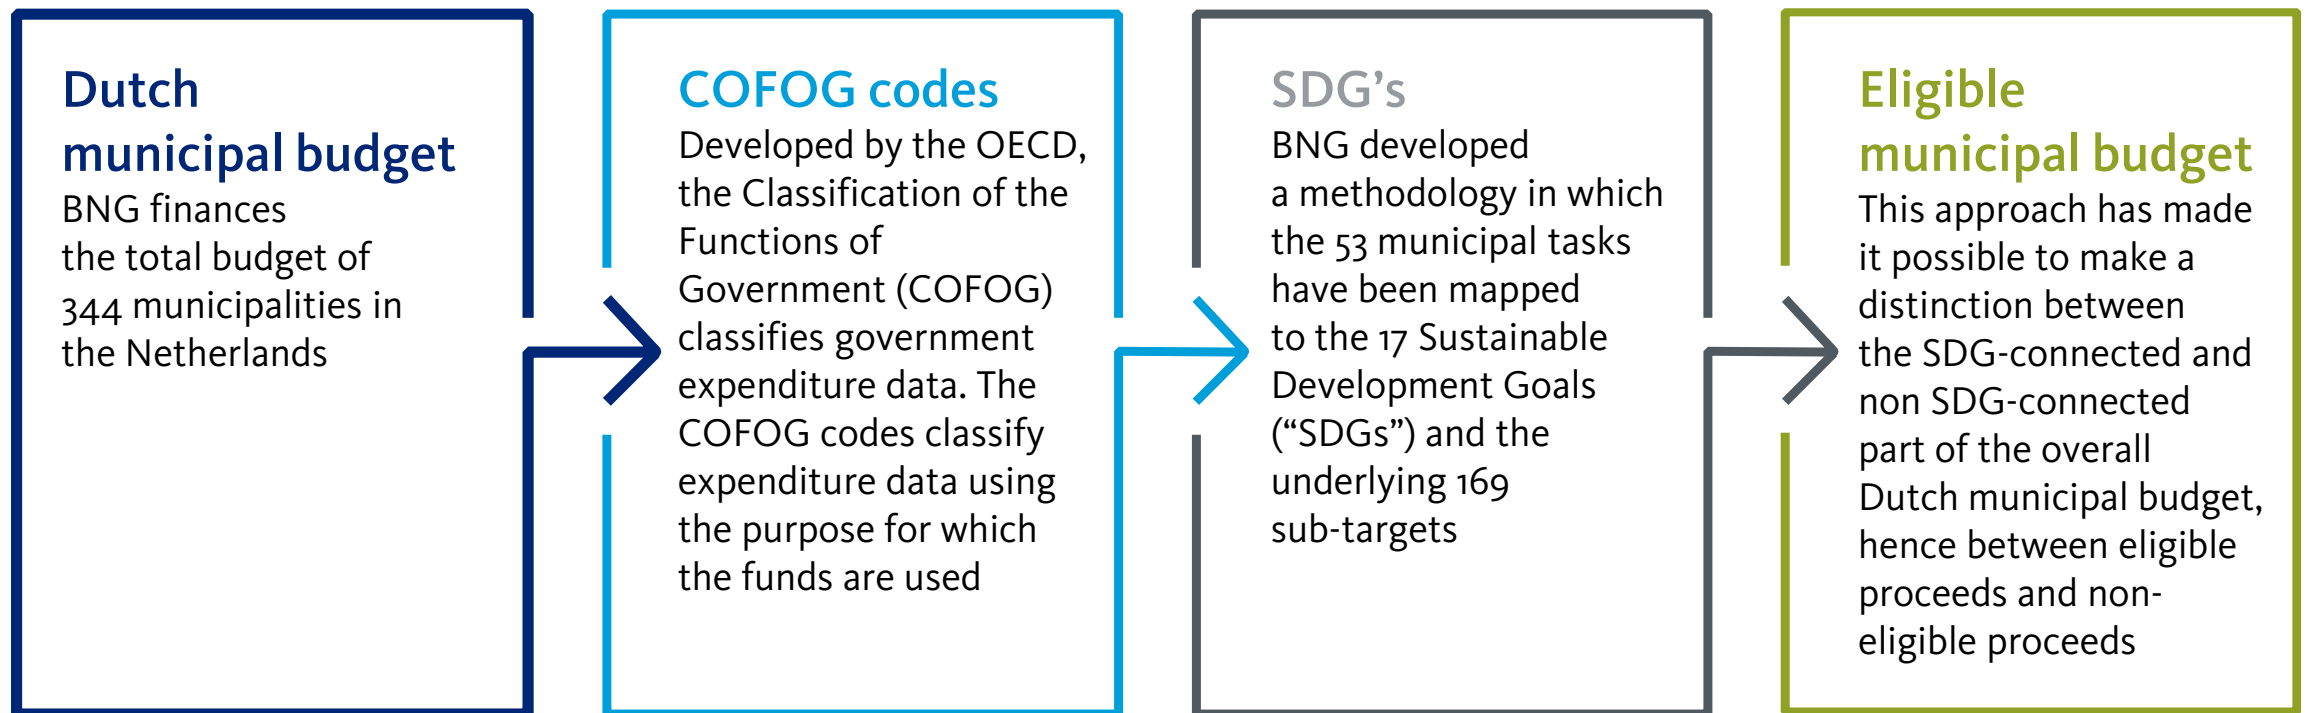 Dutch
municipal budget
BNG finances
the total budget of
344 municipalities in
the Netherlands
COFOG codes
Developed by the OECD,
the Classification of the
Functions of
Government (COFOG)
classifies government
expenditure data. The
COFOG codes classify
expenditure data using
the purpose for which
the funds are used
SDG’s
BNG developed
a methodology in which
the 53 municipal tasks
have been mapped
to the 17 Sustainable
Development Goals
(“SDGs”) and the
underlying 169
sub-targets
Eligible
municipal budget
This approach has made
it possible to make a
distinction between
the SDG-connected and
non SDG-connected
part of the overall
Dutch municipal budget,
hence between eligible
proceeds and non-
eligible proceeds